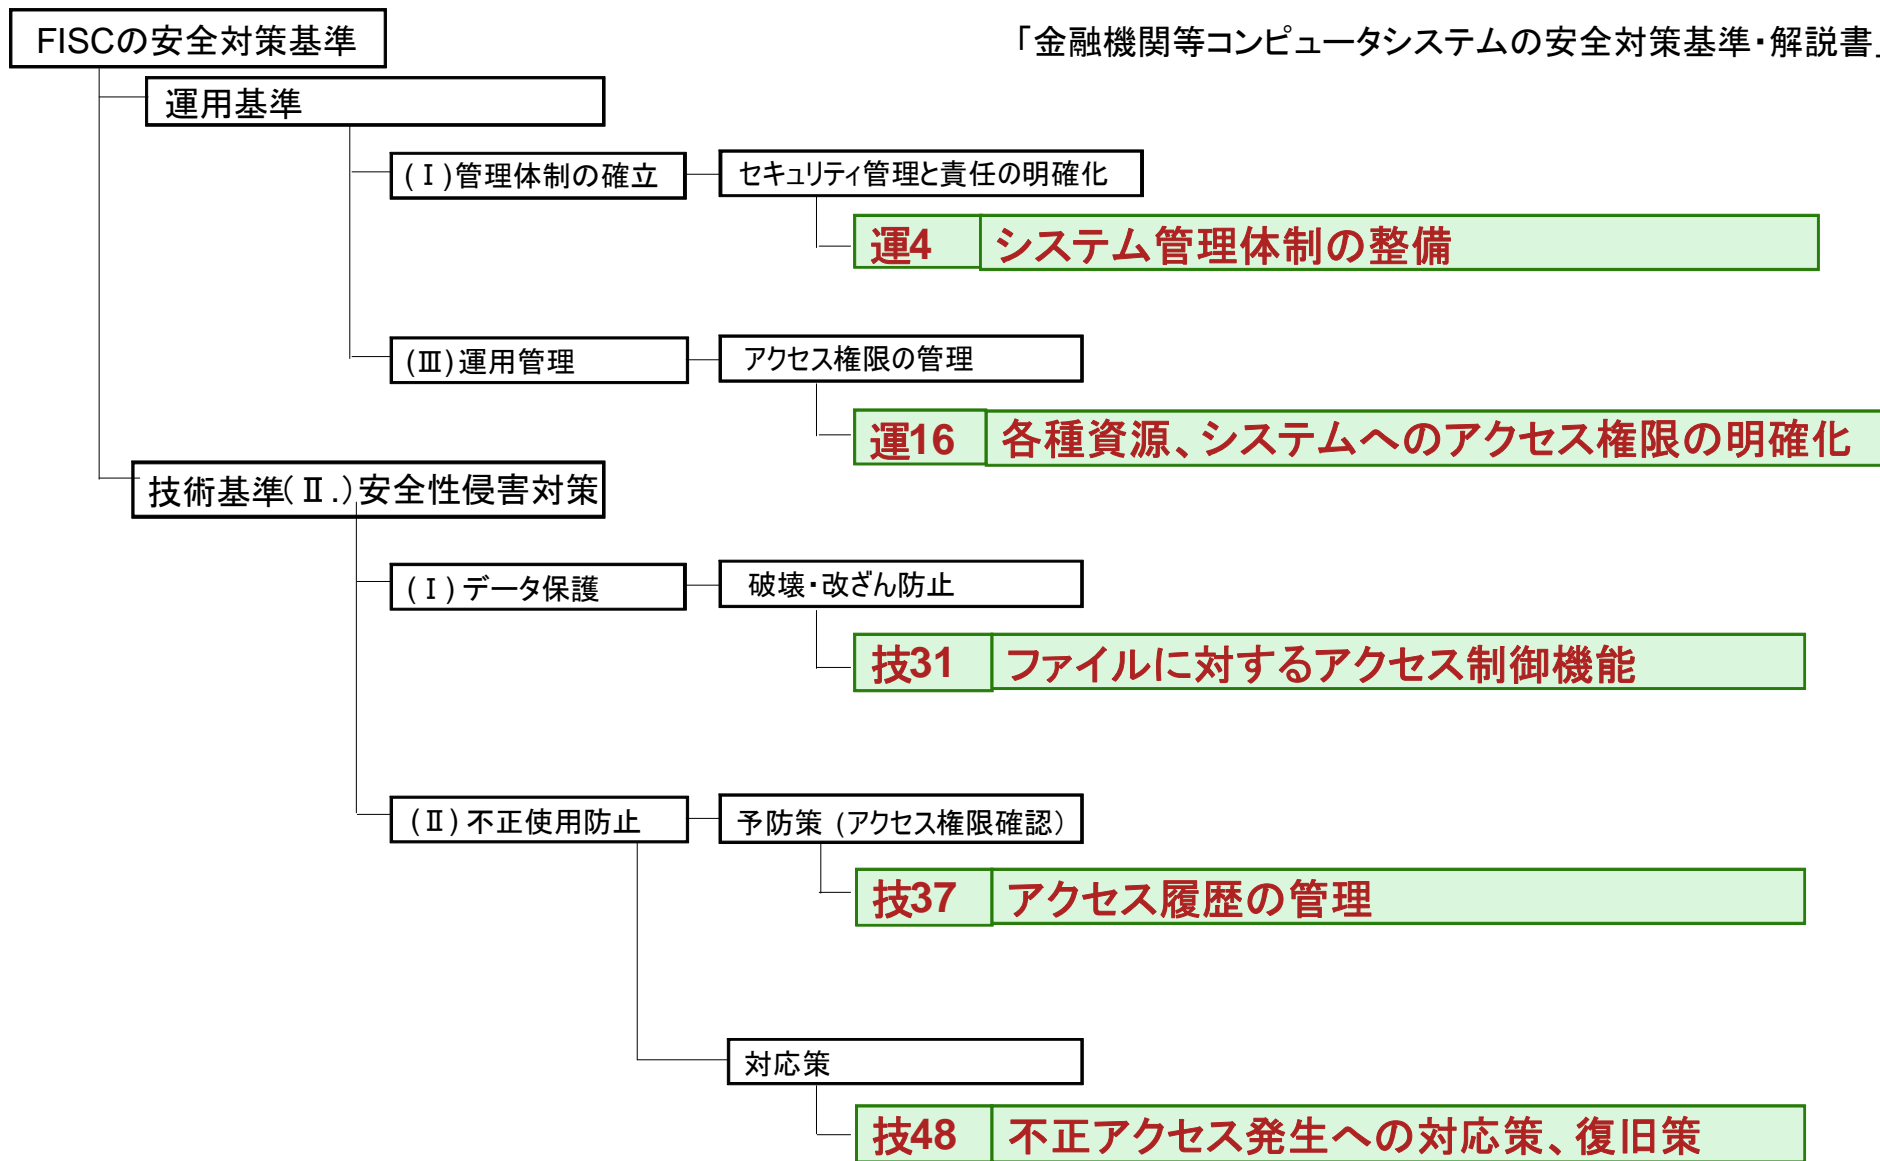 FISCの安全対策基準
「金融機関等コンピュータシステムの安全対策基準・解説書」
運用基準
(Ⅰ)管理体制の確立
セキュリティ管理と責任の明確化
運4 システム管理体制の整備
(Ⅲ)運用管理
アクセス権限の管理
運16 各種資源、システムへのアクセス権限の明確化
技術基準(Ⅱ.)安全性侵害対策
(Ⅰ)データ保護
破壊・改ざん防止
技31 ファイルに対するアクセス制御機能
(Ⅱ)不正使用防止
予防策（アクセス権限確認）
技37 アクセス履歴の管理
対応策
技48 不正アクセス発生への対応策、復旧策